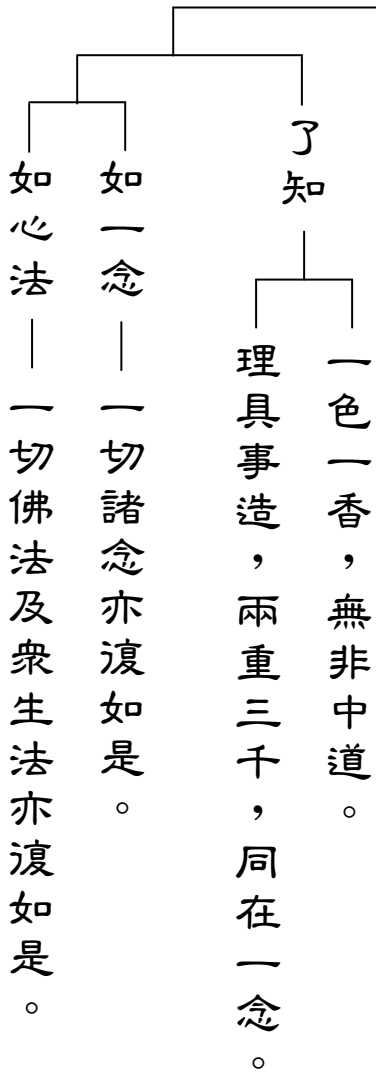 了知
一色一香，無非中道。
理具事造，兩重三千，同在一念。
如一念
一切諸念亦復如是。
如心法
一切佛法及衆生法亦復如是。